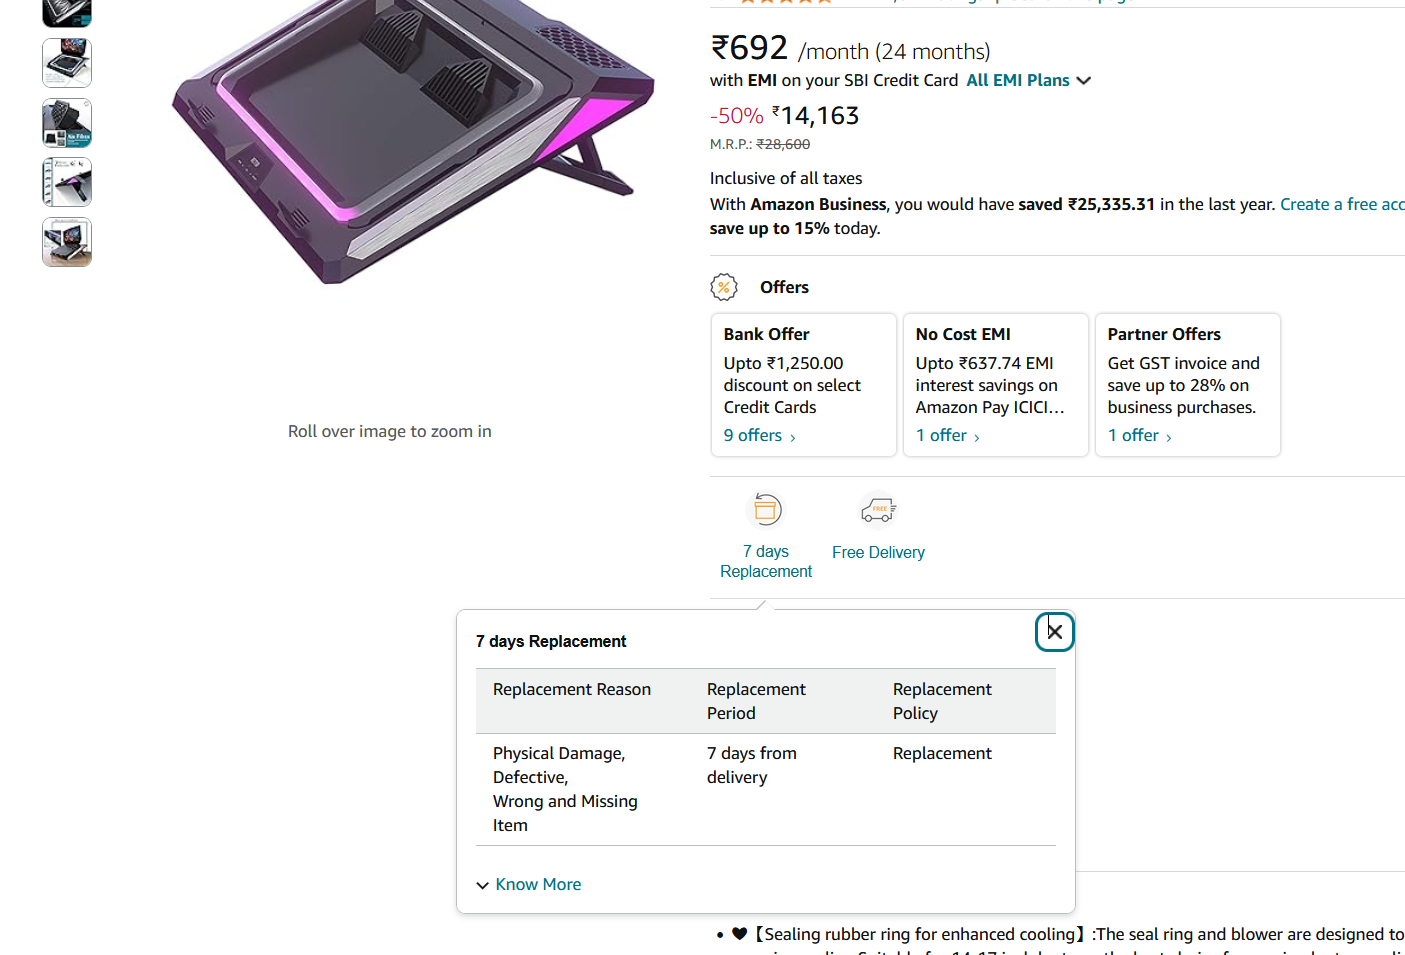 ₹692 /month (24 months)
with EMI on your SBI Credit Card All EMI Plans
-50% ₹14,163
M.R.P.: ₹28,600
Inclusive of all taxes
With Amazon Business, you would have saved ₹25,335.31 in the last year. Create a free acc
save up to 15% today.
Offers
Bank Offer
Upto ₹1,250.00
discount on select
Credit Cards
9 offers ›
No Cost EMI
Upto ₹637.74 EMI
interest savings on
Amazon Pay ICICI…
1 offer ›
Partner Offers
Get GST invoice and
save up to 28% on
business purchases.
1 offer ›
Roll over image to zoom in
7 days
Replacement
FREE
Free Delivery
7 days Replacement
Replacement Reason
Replacement
Period
Replacement
Policy
Physical Damage,
Defective,
Wrong and Missing
Item
7 days from
delivery
Replacement
Know More
• ♥【Sealing rubber ring for enhanced cooling】:The seal ring and blower are designed to